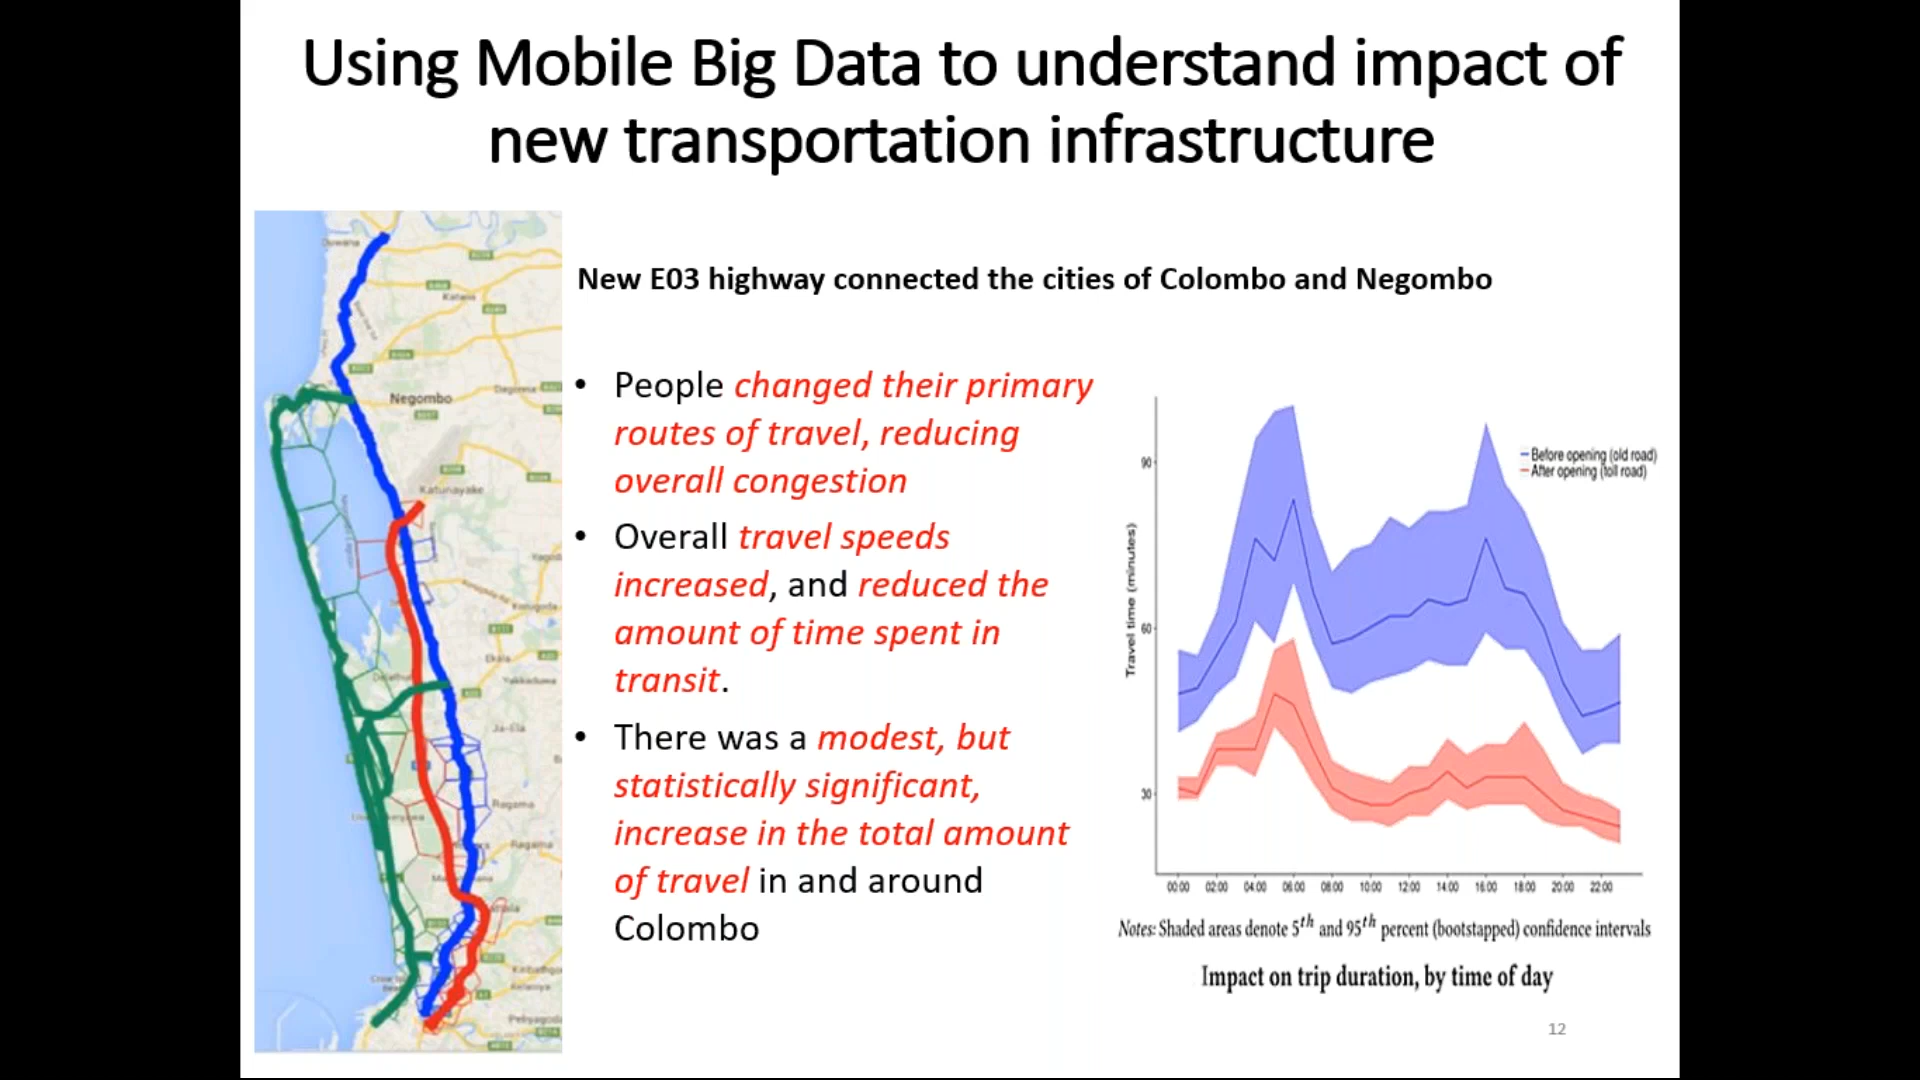 Using Mobile Big Data to understand impact of
new transportation infrastructure
New E03 highway connected the cities of Colombo and Negombo
• People changed their primary
routes of travel, reducing
overall congestion
• Overall travel speeds
increased, and reduced the
amount of time spent in
transit.
• There was a modest, but
statistically significant,
increase in the total amount
of travel in and around
Colombo
Negombo
Katunayake
Ja-Ela
Ragama
Before opening (old road)
After opening (toll road)
Travel time (minutes)
90
60
30
00:00 02:00 04:00 06:00 08:00 10:00 12:00 14:00 16:00 18:00 20:00 22:00
Notes: Shaded areas denote 5th and 95th percent (bootstapped) confidence intervals
Impact on trip duration, by time of day
12